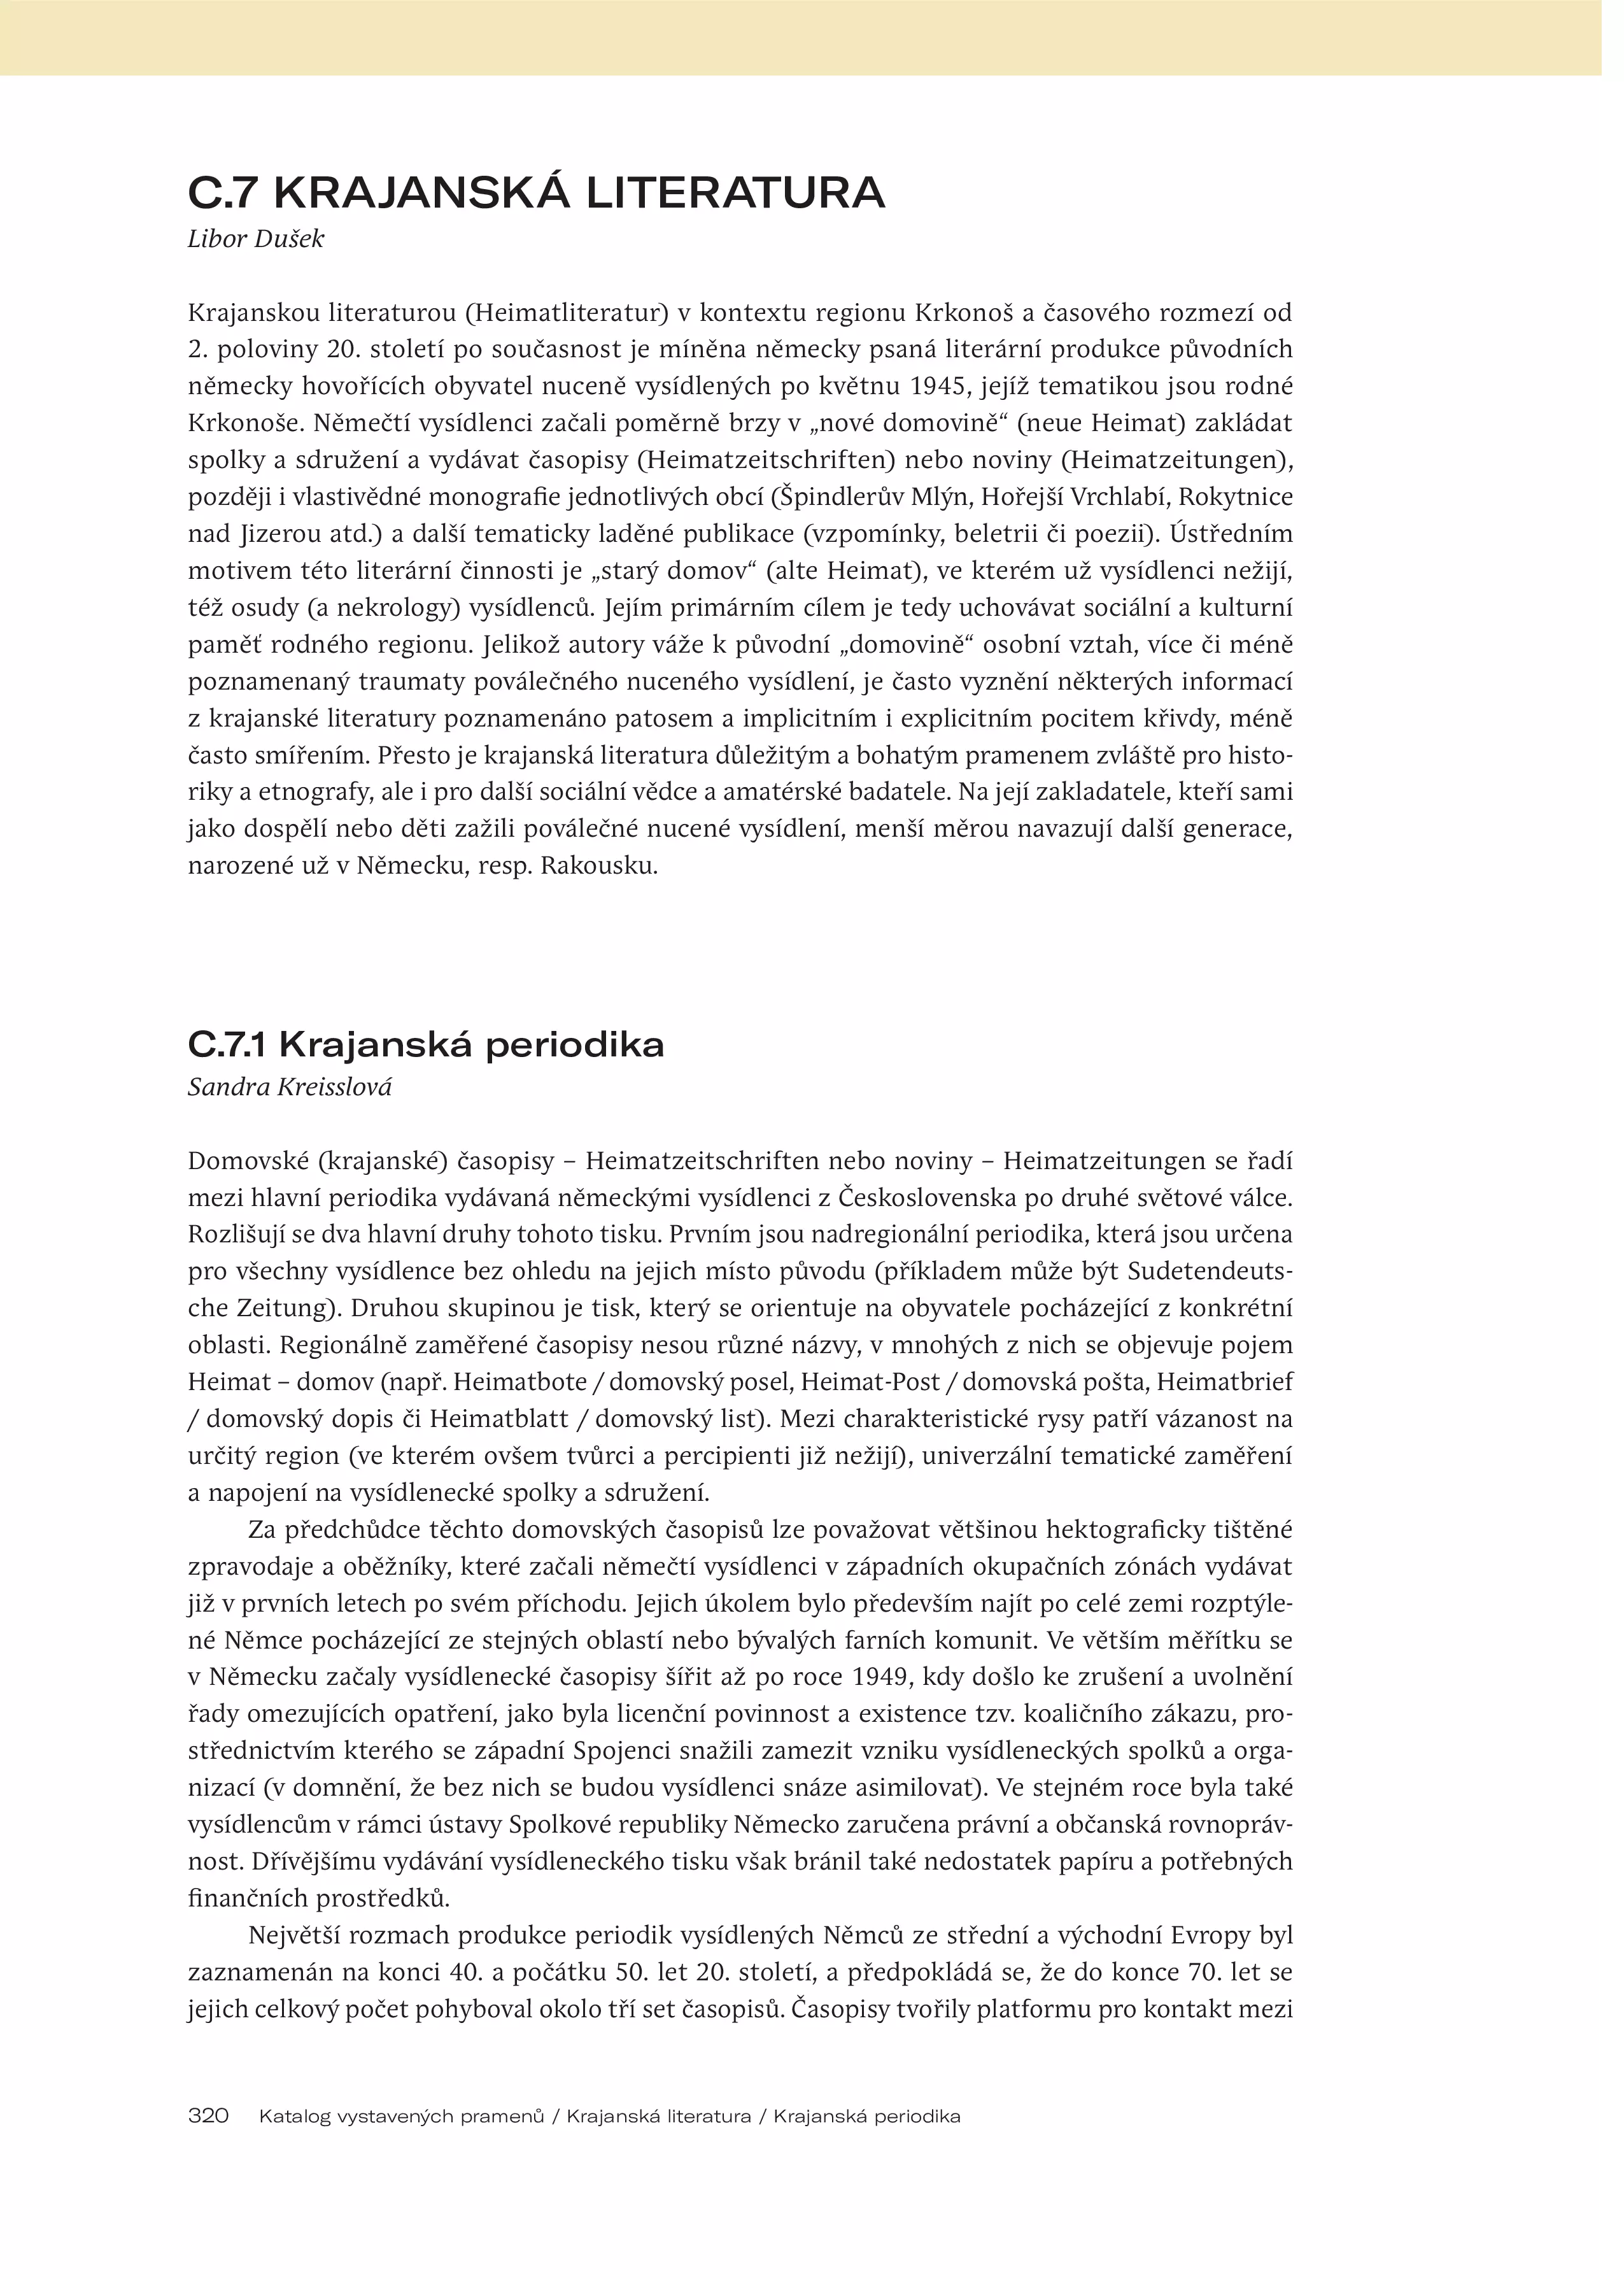 C.7 KRAJANSKÁ LITERATURA
Libor Dušek
Krajanskou literaturou (Heimatliteratur) v kontextu regionu Krkonoš a časového rozmezí od
2. poloviny 20. století po současnost je míněna německy psaná literární produkce původních
německy hovořících obyvatel nuceně vysídlených po květnu 1945, jejíž tematikou jsou rodné
Krkonoše. Němečtí vysídlenci začali poměrně brzy v „nové domovině“ (neue Heimat) zakládat
spolky a sdružení a vydávat časopisy (Heimatzeitschriften) nebo noviny (Heimatzeitungen),
později i vlastivědné monografie jednotlivých obcí (Špindlerův Mlýn, Hořejší Vrchlabí, Rokytnice
nad Jizerou atd.) a další tematicky laděné publikace (vzpomínky, beletrii či poezii). Ústředním
motivem této literární činnosti je „starý domov“ (alte Heimat), ve kterém už vysídlenci nežijí,
též osudy (a nekrology) vysídlenců. Jejím primárním cílem je tedy uchovávat sociální a kulturní
paměť rodného regionu. Jelikož autory váže k původní „domovině“ osobní vztah, více či méně
poznamenaný traumaty poválečného nuceného vysídlení, je často vyznění některých informací
z krajanské literatury poznamenáno patosem a implicitním i explicitním pocitem křivdy, méně
často smířením. Přesto je krajanská literatura důležitým a bohatým pramenem zvláště pro histo-
riky a etnografy, ale i pro další sociální vědce a amatérské badatele. Na její zakladatele, kteří sami
jako dospělí nebo děti zažili poválečné nucené vysídlení, menší měrou navazují další generace,
narozené už v Německu, resp. Rakousku.
C.7.1 Krajanská periodika
Sandra Kreisslová
Domovské (krajanské) časopisy – Heimatzeitschriften nebo noviny – Heimatzeitungen se řadí
mezi hlavní periodika vydávaná německými vysídlenci z Československa po druhé světové válce.
Rozlišují se dva hlavní druhy tohoto tisku. Prvním jsou nadregionální periodika, která jsou určena
pro všechny vysídlence bez ohledu na jejich místo původu (příkladem může být Sudetendeuts-
che Zeitung). Druhou skupinou je tisk, který se orientuje na obyvatele pocházející z konkrétní
oblasti. Regionálně zaměřené časopisy nesou různé názvy, v mnohých z nich se objevuje pojem
Heimat – domov (např. Heimatbote / domovský posel, Heimat-Post / domovská pošta, Heimatbrief
/ domovský dopis či Heimatblatt / domovský list). Mezi charakteristické rysy patří vázanost na
určitý region (ve kterém ovšem tvůrci a percipienti již nežijí), univerzální tematické zaměření
a napojení na vysídlenecké spolky a sdružení.
Za předchůdce těchto domovských časopisů lze považovat většinou hektograficky tištěné
zpravodaje a oběžníky, které začali němečtí vysídlenci v západních okupačních zónách vydávat
již v prvních letech po svém příchodu. Jejich úkolem bylo především najít po celé zemi rozptýle-
né Němce pocházející ze stejných oblastí nebo bývalých farních komunit. Ve větším měřítku se
v Německu začaly vysídlenecké časopisy šířit až po roce 1949, kdy došlo ke zrušení a uvolnění
řady omezujících opatření, jako byla licenční povinnost a existence tzv. koaličního zákazu, pro-
střednictvím kterého se západní Spojenci snažili zamezit vzniku vysídleneckých spolků a orga-
nizací (v domnění, že bez nich se budou vysídlenci snáze asimilovat). Ve stejném roce byla také
vysídlencům v rámci ústavy Spolkové republiky Německo zaručena právní a občanská rovnopráv-
nost. Dřívějšímu vydávání vysídleneckého tisku však bránil také nedostatek papíru a potřebných
finančních prostředků.
Největší rozmach produkce periodik vysídlených Němců ze střední a východní Evropy byl
zaznamenán na konci 40. a počátku 50. let 20. století, a předpokládá se, že do konce 70. let se
jejich celkový počet pohyboval okolo tří set časopisů. Časopisy tvořily platformu pro kontakt mezi
320 Katalog vystavených pramenů / Krajanská literatura / Krajanská periodika